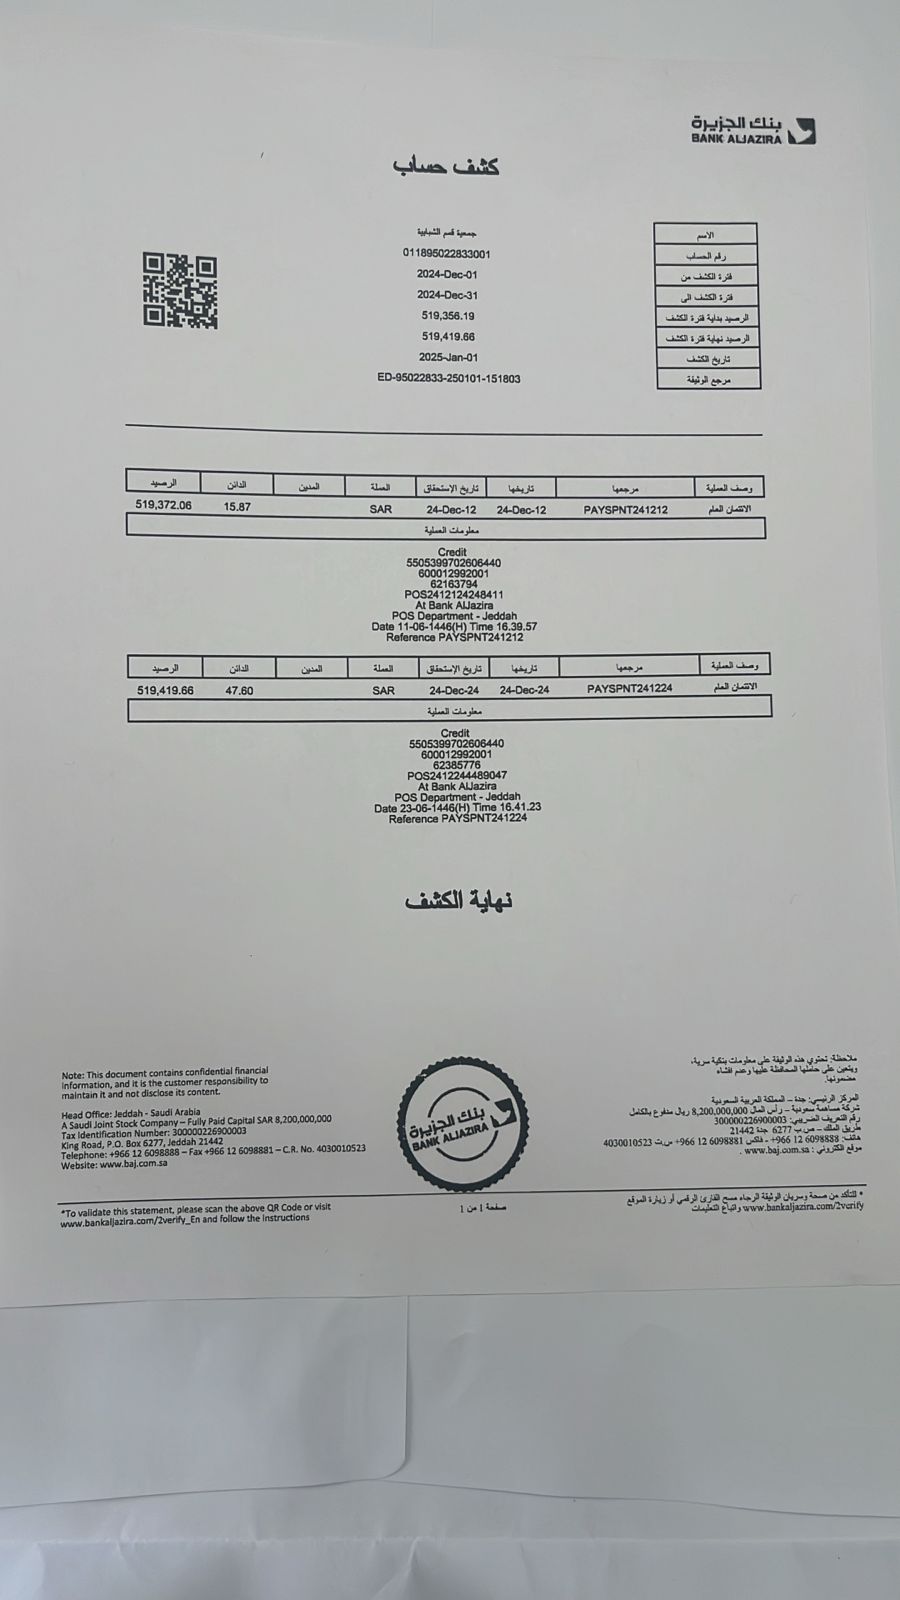 بنك الجزيرة
BANK ALJAZIRA
كشف حساب
الاسم جمعية قمم الشبابية
رقم الحساب 011895022833001
فترة الكشف من 2024-Dec-01
فترة الكشف الى 2024-Dec-31
الرصيد بداية فترة الكشف 519,356.19
الرصيد نهاية فترة الكشف 519,419.66
تاريخ الكشف 2025-Jan-01
مرجع الوثيقة ED-95022833-250101-151803
وصف العملية مرجعها تاريخها تاريخ الإستحقاق العملة المدين الدائن الرصيد
الائتمان العام PAYSPNT241212 24-Dec-12 24-Dec-12 SAR 15.87 519,372.06
معلومات العملية
Credit
5505399702606440
600012992001
62163794
POS2412124248411
At Bank AlJazira
POS Department - Jeddah
Date 11-06-1446(H) Time 16.39.57
Reference PAYSPNT241212
وصف العملية مرجعها تاريخها تاريخ الإستحقاق العملة المدين الدائن الرصيد
الائتمان العام PAYSPNT241224 24-Dec-24 24-Dec-24 SAR 47.60 519,419.66
معلومات العملية
Credit
5505399702606440
600012992001
62385776
POS2412244489047
At Bank AlJazira
POS Department - Jeddah
Date 23-06-1446(H) Time 16.41.23
Reference PAYSPNT241224
نهاية الكشف
ملاحظة: تحتوي هذه الوثيقة على معلومات بنكية سرية،
ويتعين على حاملها المحافظة عليها وعدم افشاء
مضمونها.
المركز الرئيسي: جدة – المملكة العربية السعودية
شركة مساهمة سعودية – رأس المال 8,200,000,000 ريال مدفوع بالكامل
رقم التعريف الضريبي: 300000226900003
طريق الملك – ص.ب 6277 جدة 21442
هاتف: 6098888 12 966+ - فاكس 6098881 12 966+ س.ت 4030010523
موقع الكتروني : www.baj.com.sa .
Note: This document contains confidential financial
information, and it is the customer responsibility to
maintain it and not disclose its content.
Head Office: Jeddah - Saudi Arabia
A Saudi Joint Stock Company – Fully Paid Capital SAR 8,200,000,000
Tax Identification Number: 300000226900003
King Road, P.O. Box 6277, Jeddah 21442
Telephone: +966 12 6098888 – Fax +966 12 6098881 – C.R. No. 4030010523
Website: www.baj.com.sa
بنك الجزيرة
BANK ALJAZIRA
* للتأكد من صحة وسريان الوثيقة الرجاء مسح القارئ الرقمي أو زيارة الموقع
www.bankaljazira.com/2verify واتباع التعليمات
صفحة 1 من 1
*To validate this statement, please scan the above QR Code or visit
www.bankaljazira.com/2verify_En and follow the instructions